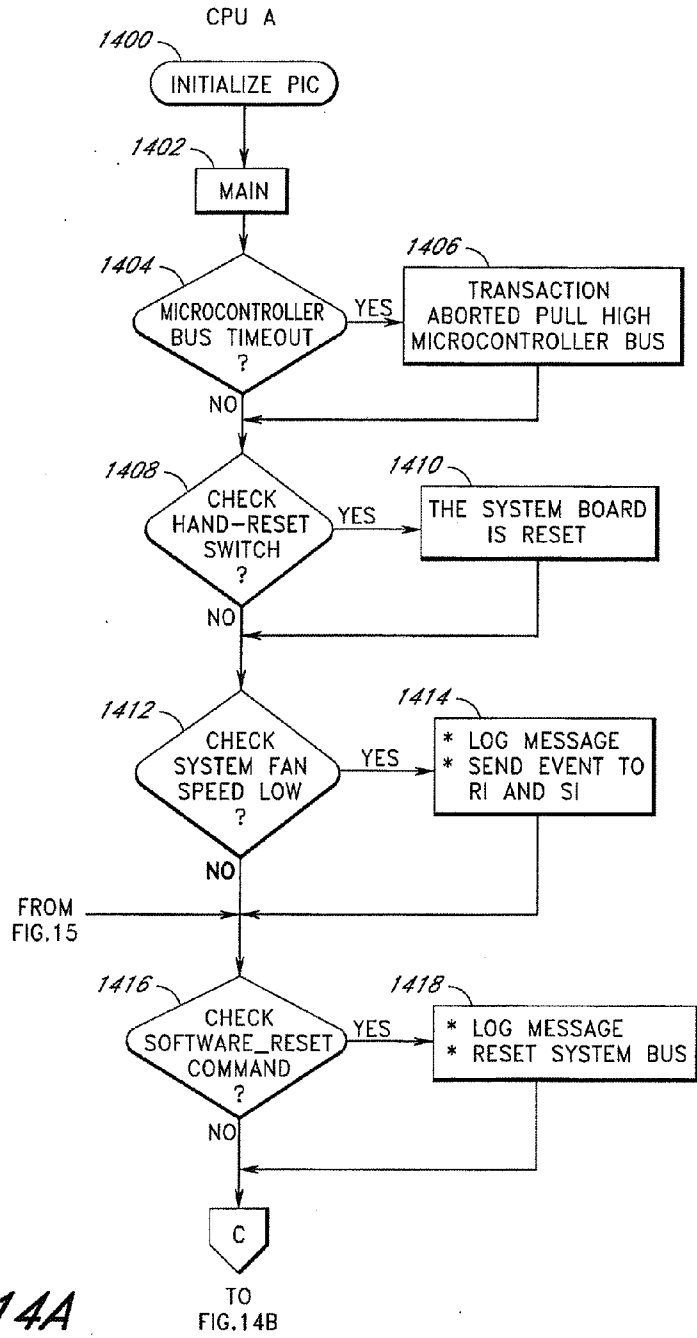 CPU A
1400
INITIALIZE PIC
1402
MAIN
1404
MICROCONTROLLER
BUS TIMEOUT
?
YES
NO
1406
TRANSACTION
ABORTED PULL HIGH
MICROCONTROLLER BUS
1408
CHECK
HAND-RESET
SWITCH
?
YES
NO
1410
THE SYSTEM BOARD
IS RESET
1412
CHECK
SYSTEM FAN
SPEED LOW
?
YES
NO
1414
* LOG MESSAGE
* SEND EVENT TO
RI AND SI
FROM
FIG.15
1416
CHECK
SOFTWARE_RESET
COMMAND
?
YES
NO
1418
* LOG MESSAGE
* RESET SYSTEM BUS
C
TO
FIG.14B
14A